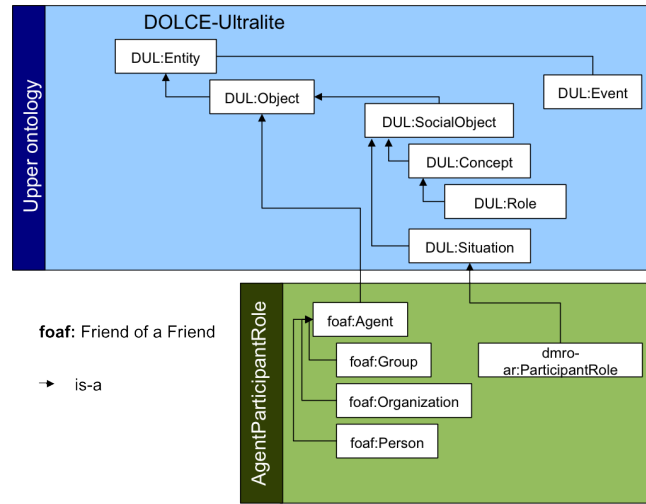 DOLCE-Ultralite
DUL:Entity
DUL:Object
DUL:Event
DUL:SocialObject
DUL:Concept
DUL:Role
DUL:Situation
Upper ontology
foaf: Friend of a Friend
is-a
AgentParticipantRole
foaf:Agent
foaf:Group
foaf:Organization
foaf:Person
dmro-
ar:ParticipantRole